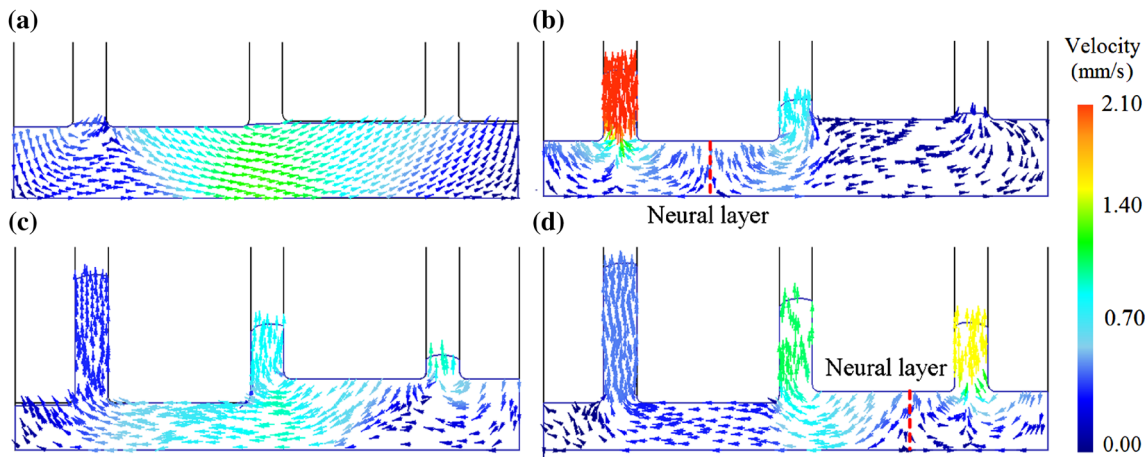 (a)
(b)
Velocity
(mm/s)
2.10
Neural layer
1.40
(c)
(d)
0.70
Neural layer
0.00